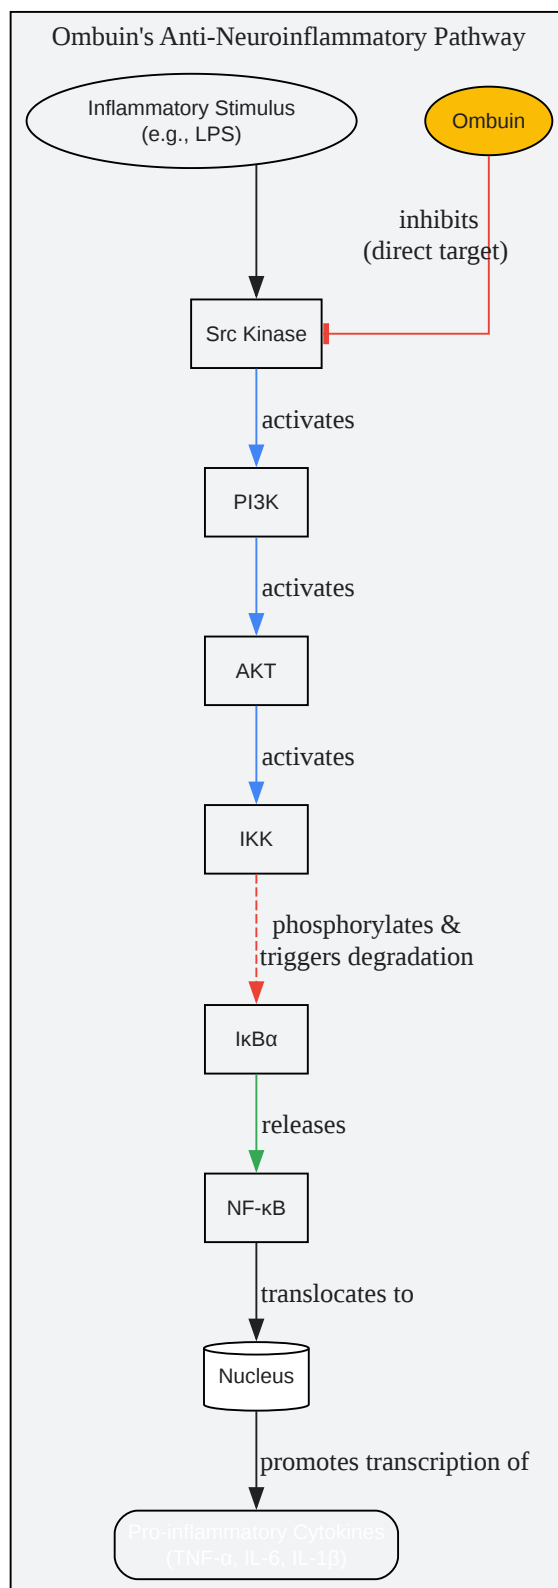 Ombuin's Anti-Neuroinflammatory Pathway
Inflammatory Stimulus
(e.g., LPS)
Ombuin
inhibits
(direct target)
Src Kinase
activates
PI3K
activates
AKT
activates
IKK
phosphorylates &
triggers degradation
IκBα
releases
NF-κB
translocates to
Nucleus
promotes transcription of
Pro-inflammatory Cytokines
(TNF-α, IL-6, IL-1β)